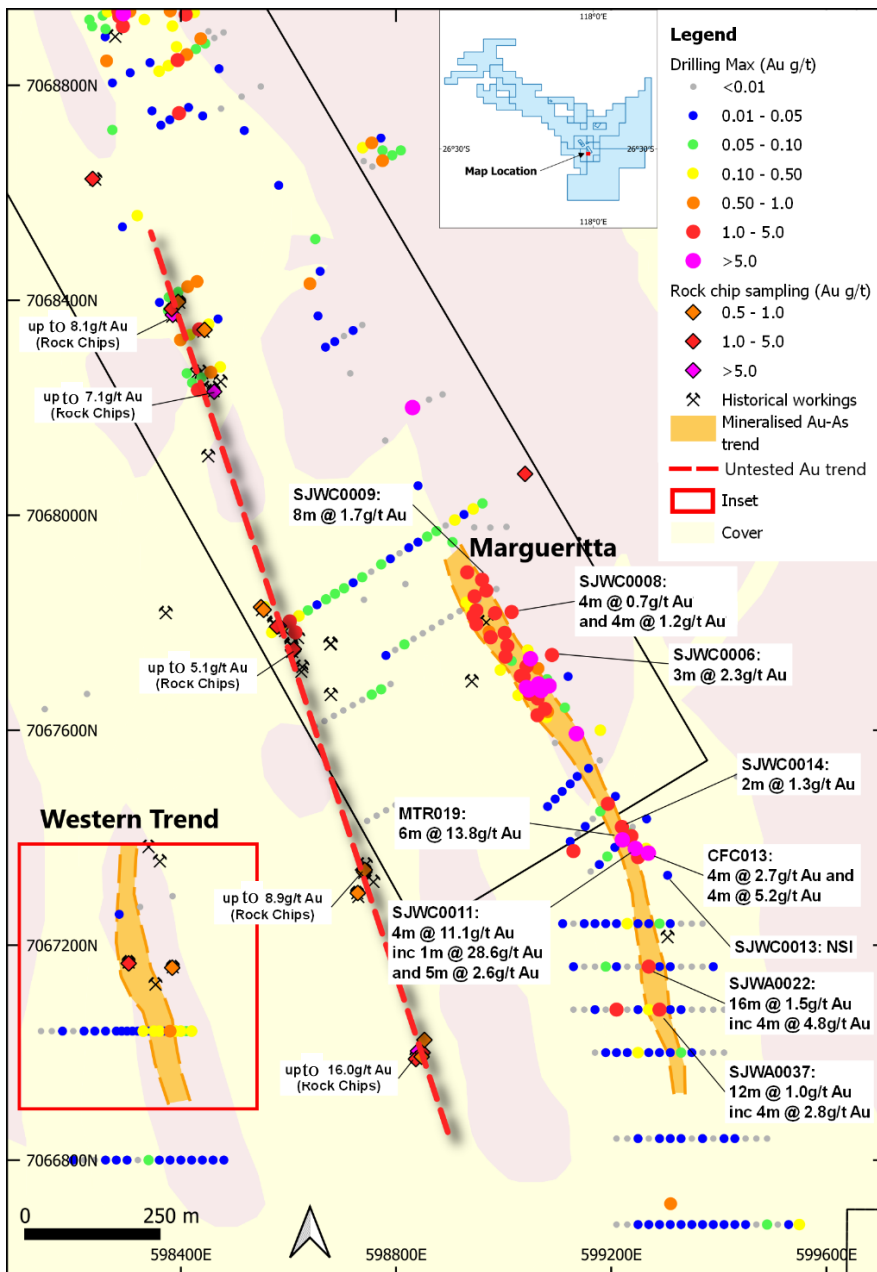 118°0'E
26°30'S
26°30'S
Map Location
118°0'E
Legend
Drilling Max (Au g/t)
<0.01
0.01 - 0.05
0.05 - 0.10
0.10 - 0.50
0.50 - 1.0
1.0 - 5.0
>5.0
Rock chip sampling (Au g/t)
0.5 - 1.0
1.0 - 5.0
>5.0
Historical workings
Mineralised Au-As
trend
Untested Au trend
Inset
Cover
7068800N
7068400N
up to 8.1g/t Au
(Rock Chips)
up to 7.1g/t Au
(Rock Chips)
7068000N
SJWC0009:
8m @ 1.7g/t Au
Margueritta
SJWC0008:
4m @ 0.7g/t Au
and 4m @ 1.2g/t Au
up to 5.1g/t Au
(Rock Chips)
SJWC0006:
3m @ 2.3g/t Au
7067600N
SJWC0014:
2m @ 1.3g/t Au
MTR019:
6m @ 13.8g/t Au
Western Trend
CFC013:
4m @ 2.7g/t Au and
4m @ 5.2g/t Au
up to 8.9g/t Au
(Rock Chips)
SJWC0011:
4m @ 11.1g/t Au
inc 1m @ 28.6g/t Au
and 5m @ 2.6g/t Au
7067200N
SJWC0013: NSI
SJWA0022:
16m @ 1.5g/t Au
inc 4m @ 4.8g/t Au
up to 16.0g/t Au
(Rock Chips)
SJWA0037:
12m @ 1.0g/t Au
inc 4m @ 2.8g/t Au
7066800N
0 250 m
598400E
598800E
599200E
599600E